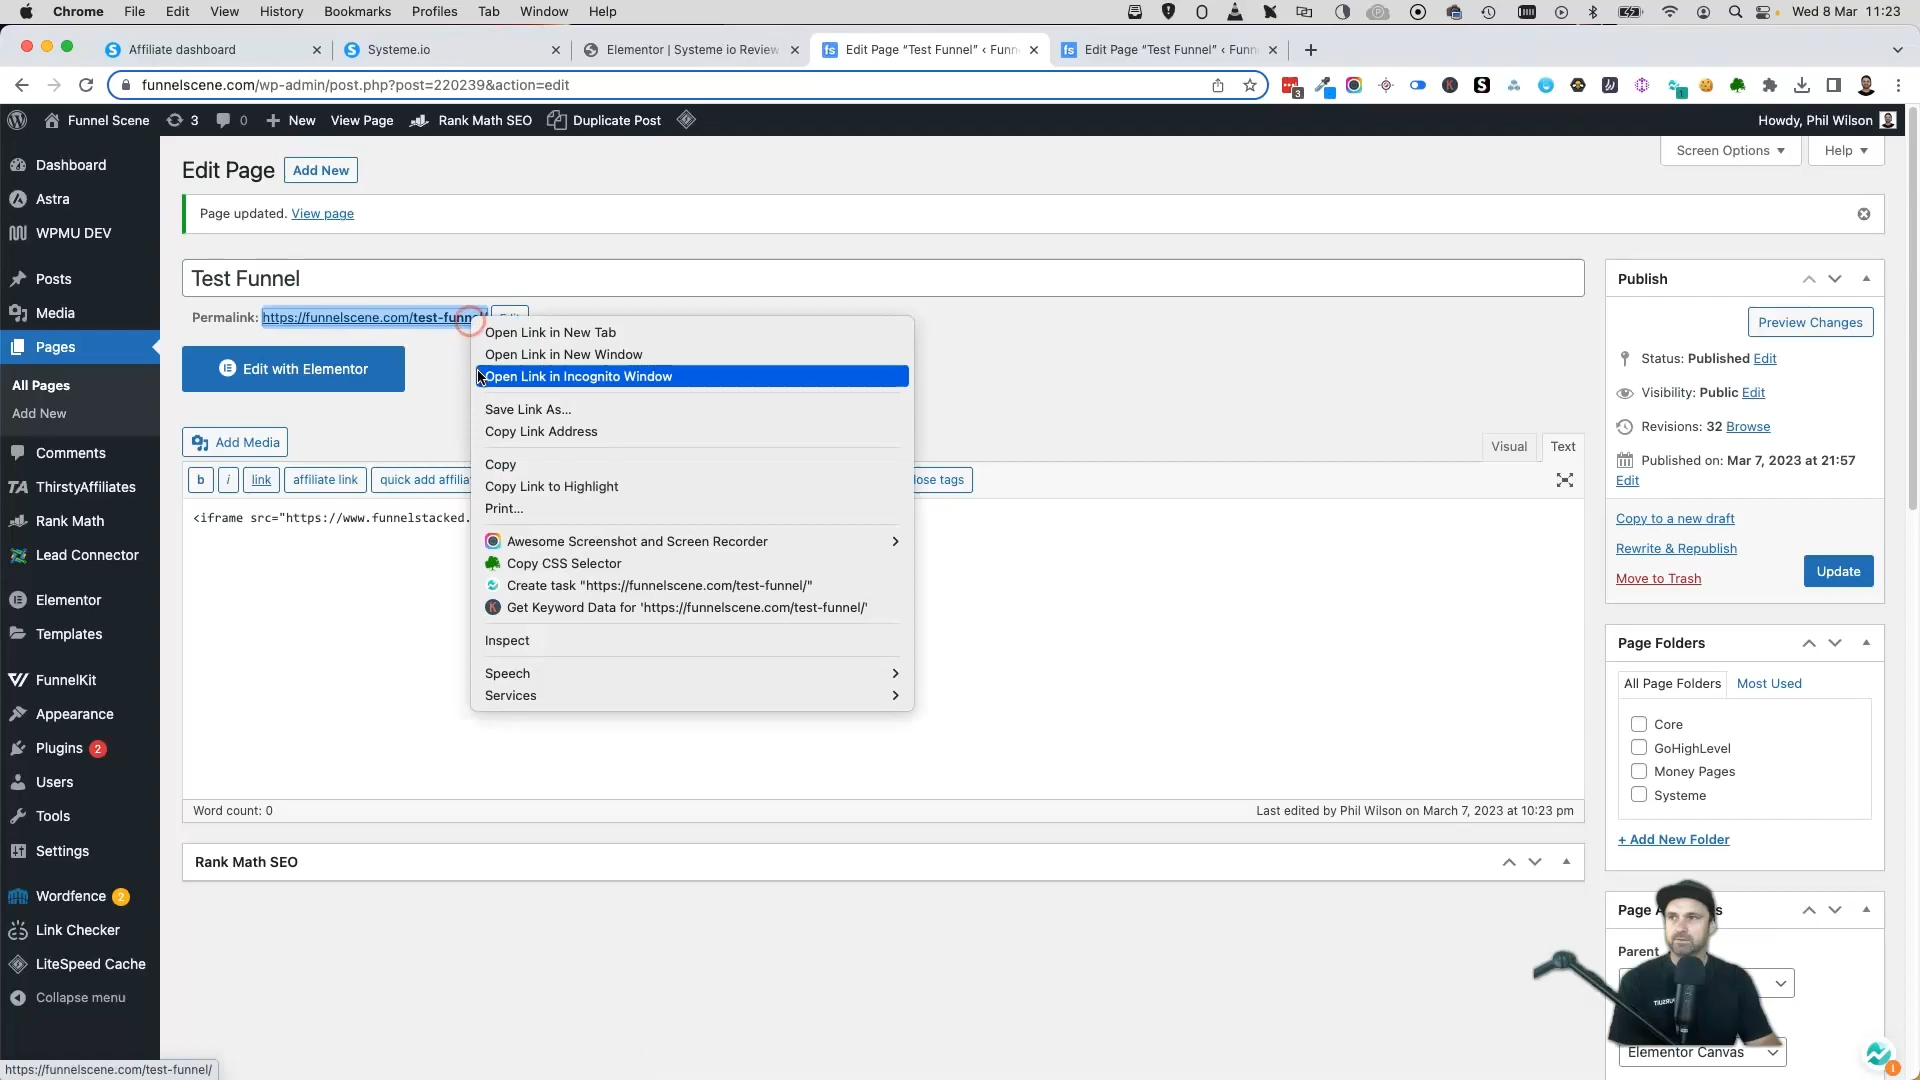 Chrome File Edit View History Bookmarks Profiles Tab Window Help Wed 8 Mar 11:23
Affiliate dashboard Systeme.io Elementor | Systeme io Review Edit Page “Test Funnel” ‹ Funn Edit Page “Test Funnel” ‹ Funn
funnelscene.com/wp-admin/post.php?post=220239&action=edit
Funnel Scene 3 0 New View Page Rank Math SEO Duplicate Post Howdy, Phil Wilson
Screen Options Help
Dashboard
Astra
WPMU DEV
Posts
Media
Pages
All Pages
Add New
Comments
ThirstyAffiliates
Rank Math
Lead Connector
Elementor
Templates
FunnelKit
Appearance
Plugins 2
Users
Tools
Settings
Wordfence 2
Link Checker
LiteSpeed Cache
Collapse menu
https://funnelscene.com/test-funnel/
Edit Page Add New
Page updated. View page
Test Funnel
Permalink: https://funnelscene.com/test-funnel/ Edit
Edit with Elementor
Add Media
Visual Text
b i link affiliate link quick add affilia lose tags
<iframe src="https://www.funnelstacked.
Open Link in New Tab
Open Link in New Window
Open Link in Incognito Window
Save Link As...
Copy Link Address
Copy
Copy Link to Highlight
Print...
Awesome Screenshot and Screen Recorder
Copy CSS Selector
Create task "https://funnelscene.com/test-funnel/"
Get Keyword Data for 'https://funnelscene.com/test-funnel/'
Inspect
Speech
Services
Word count: 0 Last edited by Phil Wilson on March 7, 2023 at 10:23 pm
Rank Math SEO
Publish
Preview Changes
Status: Published Edit
Visibility: Public Edit
Revisions: 32 Browse
Published on: Mar 7, 2023 at 21:57
Edit
Copy to a new draft
Rewrite & Republish
Move to Trash
Update
Page Folders
All Page Folders Most Used
Core
GoHighLevel
Money Pages
Systeme
+ Add New Folder
Page A s
Parent
Elementor Canvas